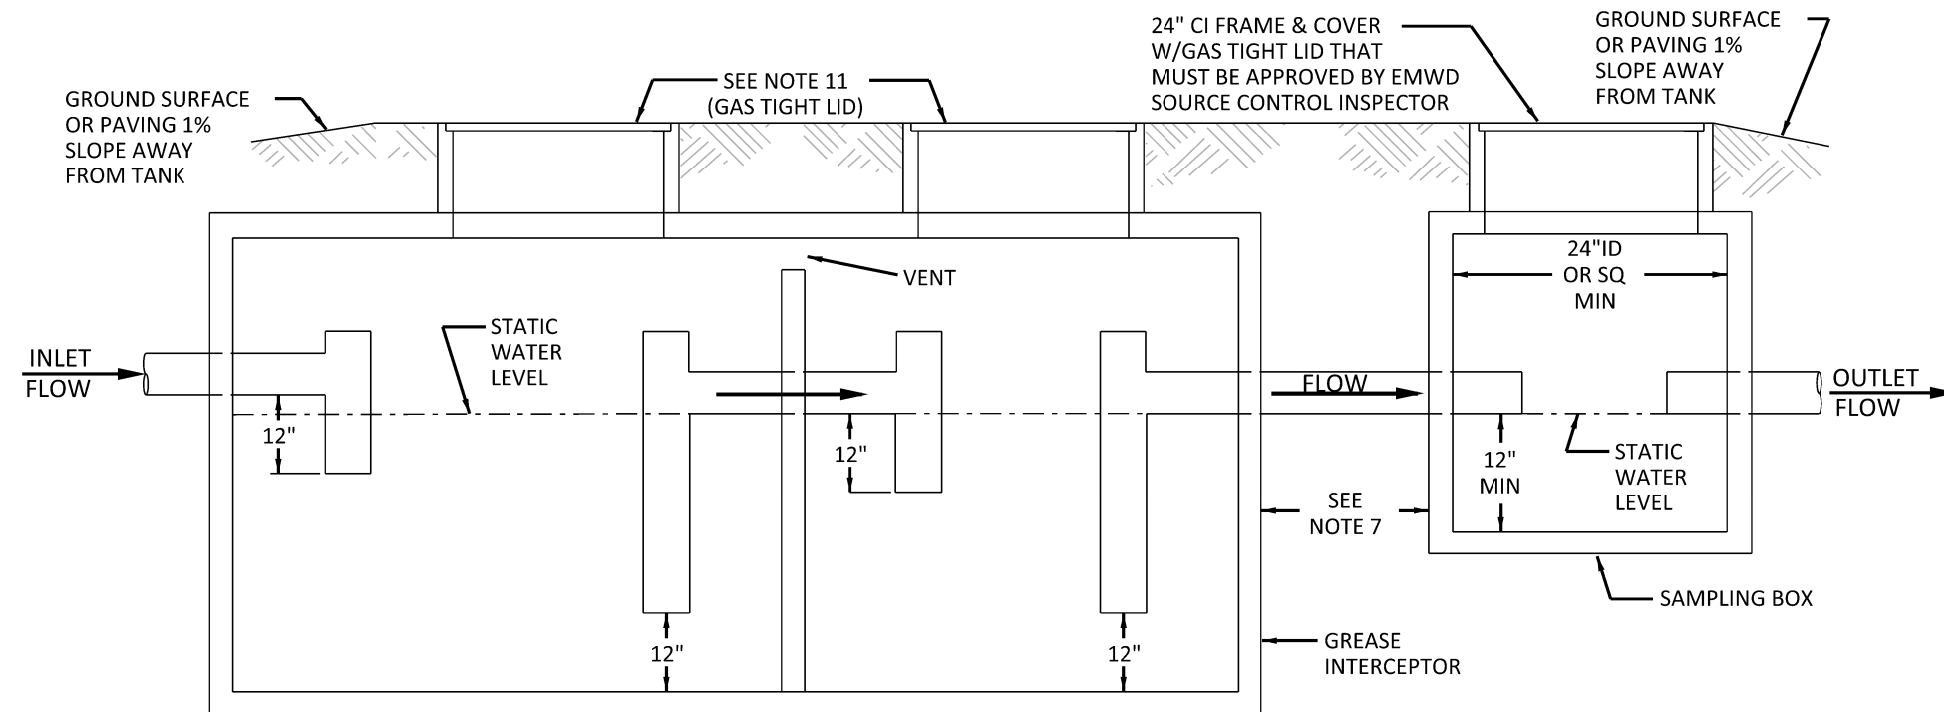 GROUND SURFACE
OR PAVING 1%
SLOPE AWAY
FROM TANK
SEE NOTE 11
(GAS TIGHT LID)
24" CI FRAME & COVER
W/GAS TIGHT LID THAT
MUST BE APPROVED BY EMWD
SOURCE CONTROL INSPECTOR
GROUND SURFACE
OR PAVING 1%
SLOPE AWAY
FROM TANK
VENT
24"ID
OR SQ
MIN
STATIC
WATER
LEVEL
INLET
FLOW
FLOW
OUTLET
FLOW
12"
12"
12"
MIN
STATIC
WATER
LEVEL
SEE
NOTE 7
SAMPLING BOX
12"
12"
GREASE
INTERCEPTOR